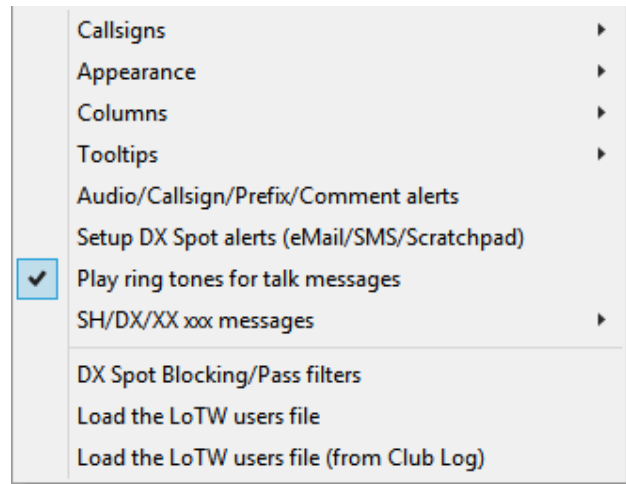 Callsigns
Appearance
Columns
Tooltips
Audio/Callsign/Prefix/Comment alerts
Setup DX Spot alerts (eMail/SMS/Scratchpad)
Play ring tones for talk messages
SH/DX/XX xxx messages
DX Spot Blocking/Pass filters
Load the LoTW users file
Load the LoTW users file (from Club Log)